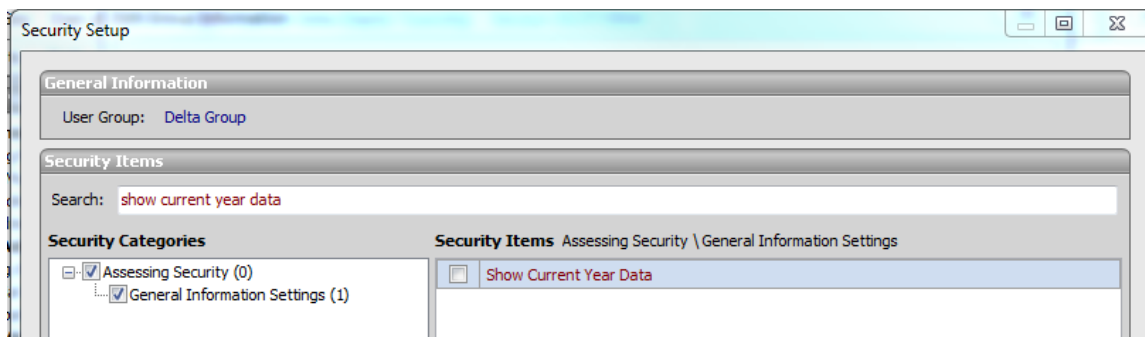 Security Setup
General Information
User Group: Delta Group
Security Items
Search: show current year data
Security Categories
Security Items Assessing Security \ General Information Settings
Assessing Security (0)
General Information Settings (1)
Show Current Year Data